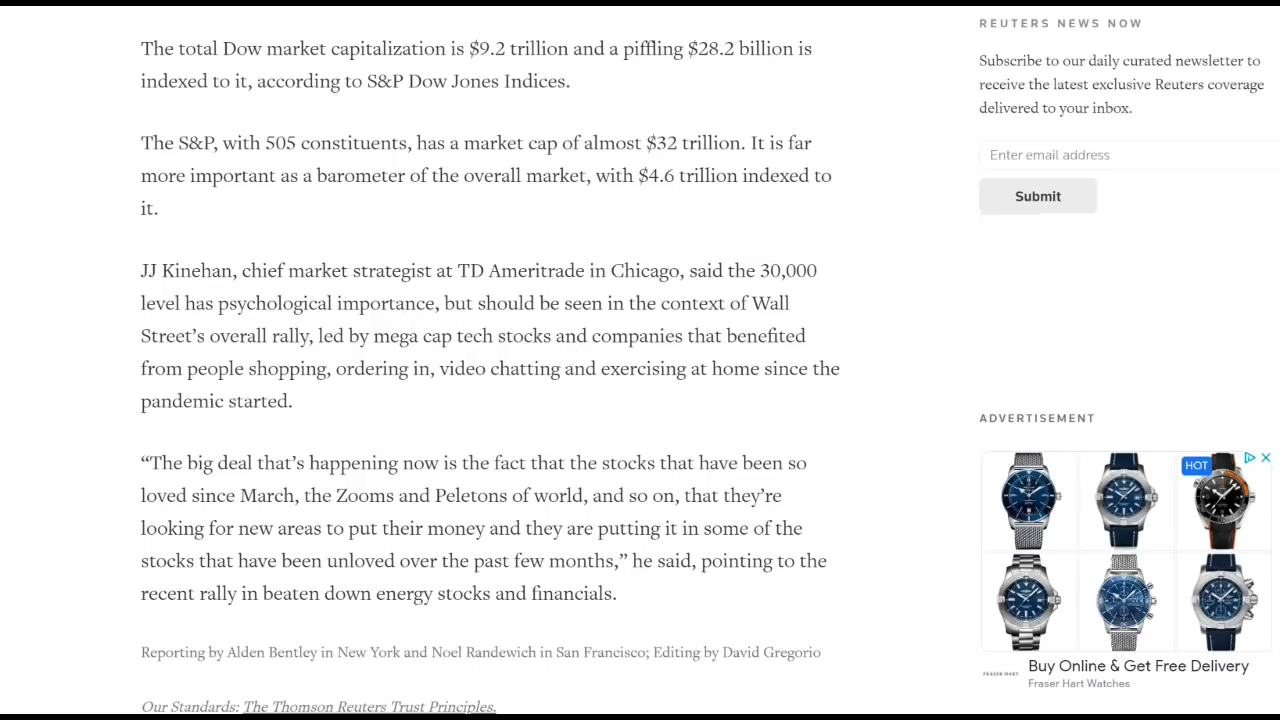 The total Dow market capitalization is $9.2 trillion and a piffling $28.2 billion is
indexed to it, according to S&P Dow Jones Indices.
The S&P, with 505 constituents, has a market cap of almost $32 trillion. It is far
more important as a barometer of the overall market, with $4.6 trillion indexed to
it.
JJ Kinehan, chief market strategist at TD Ameritrade in Chicago, said the 30,000
level has psychological importance, but should be seen in the context of Wall
Street’s overall rally, led by mega cap tech stocks and companies that benefited
from people shopping, ordering in, video chatting and exercising at home since the
pandemic started.
“The big deal that’s happening now is the fact that the stocks that have been so
loved since March, the Zooms and Peletons of world, and so on, that they’re
looking for new areas to put their money and they are putting it in some of the
stocks that have been unloved over the past few months,” he said, pointing to the
recent rally in beaten down energy stocks and financials.
Reporting by Alden Bentley in New York and Noel Randewich in San Francisco; Editing by David Gregorio
Our Standards: The Thomson Reuters Trust Principles.
REUTERS NEWS NOW
Subscribe to our daily curated newsletter to
receive the latest exclusive Reuters coverage
delivered to your inbox.
Enter email address
Submit
ADVERTISEMENT
HOT
Buy Online & Get Free Delivery
FRASER HART
Fraser Hart Watches